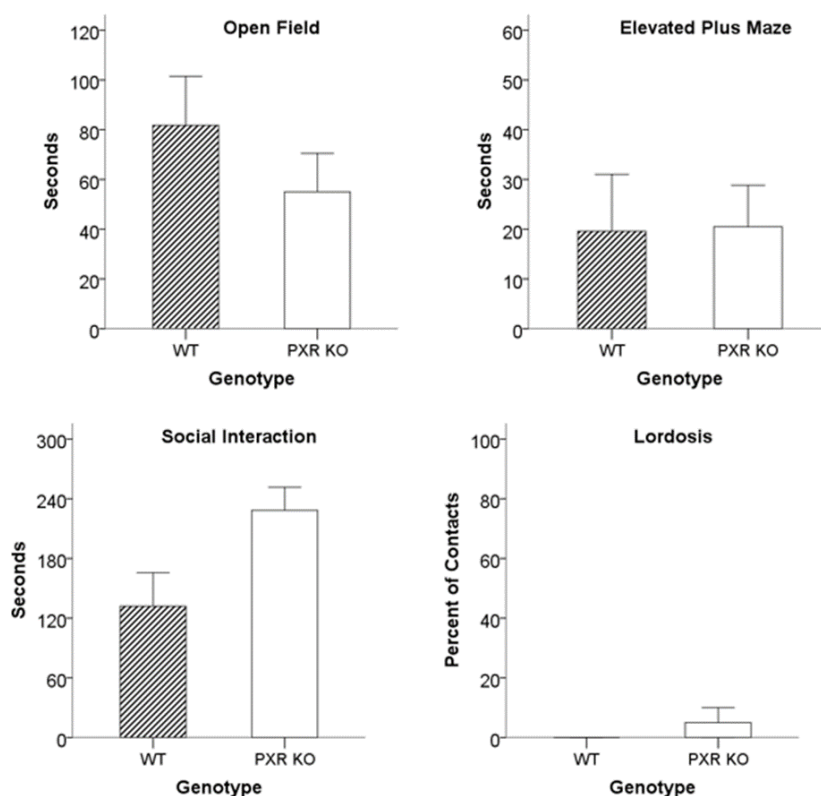 Open Field
120
100
80
60
40
20
0
Seconds
WT
PXR KO
Genotype
Elevated Plus Maze
60
50
40
30
20
10
0
Seconds
WT
PXR KO
Genotype
Social Interaction
300
240
180
120
60
0
Seconds
WT
PXR KO
Genotype
Lordosis
100
80
60
40
20
0
Percent of Contacts
WT
PXR KO
Genotype